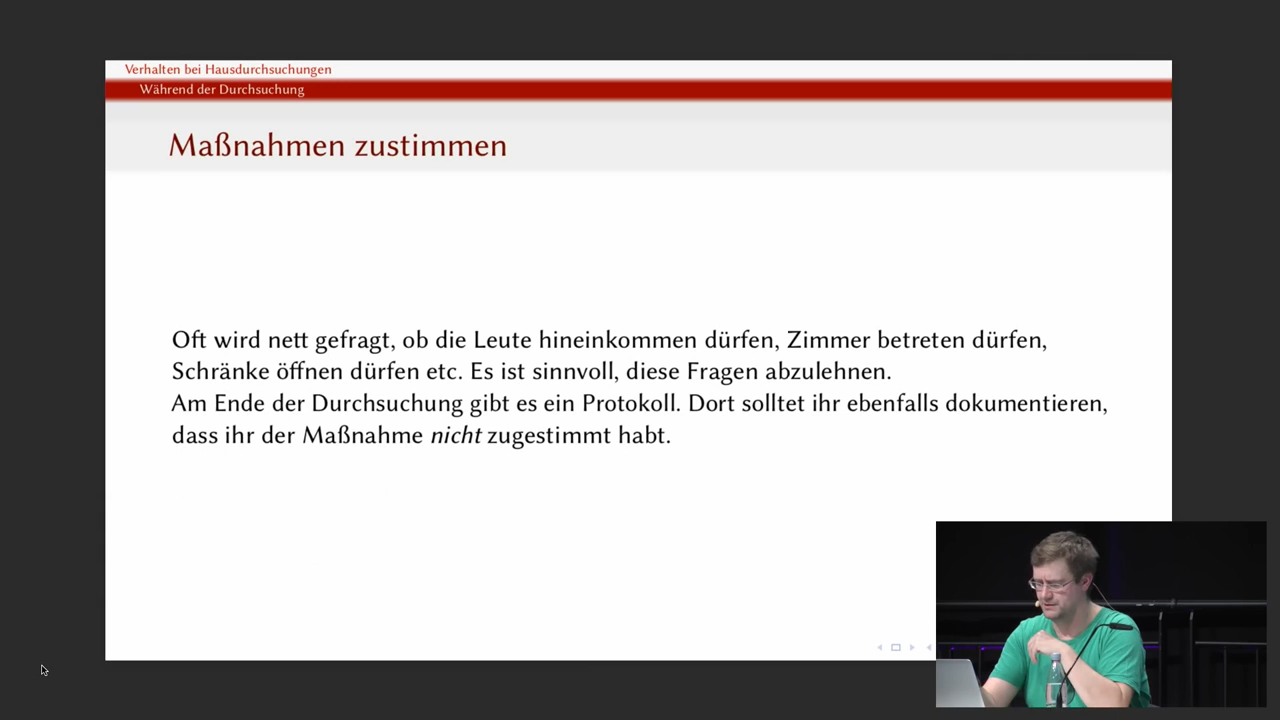 Verhalten bei Hausdurchsuchungen
Während der Durchsuchung
Maßnahmen zustimmen
Oft wird nett gefragt, ob die Leute hineinkommen dürfen, Zimmer betreten dürfen,
Schränke öffnen dürfen etc. Es ist sinnvoll, diese Fragen abzulehnen.
Am Ende der Durchsuchung gibt es ein Protokoll. Dort solltet ihr ebenfalls dokumentieren,
dass ihr der Maßnahme nicht zugestimmt habt.